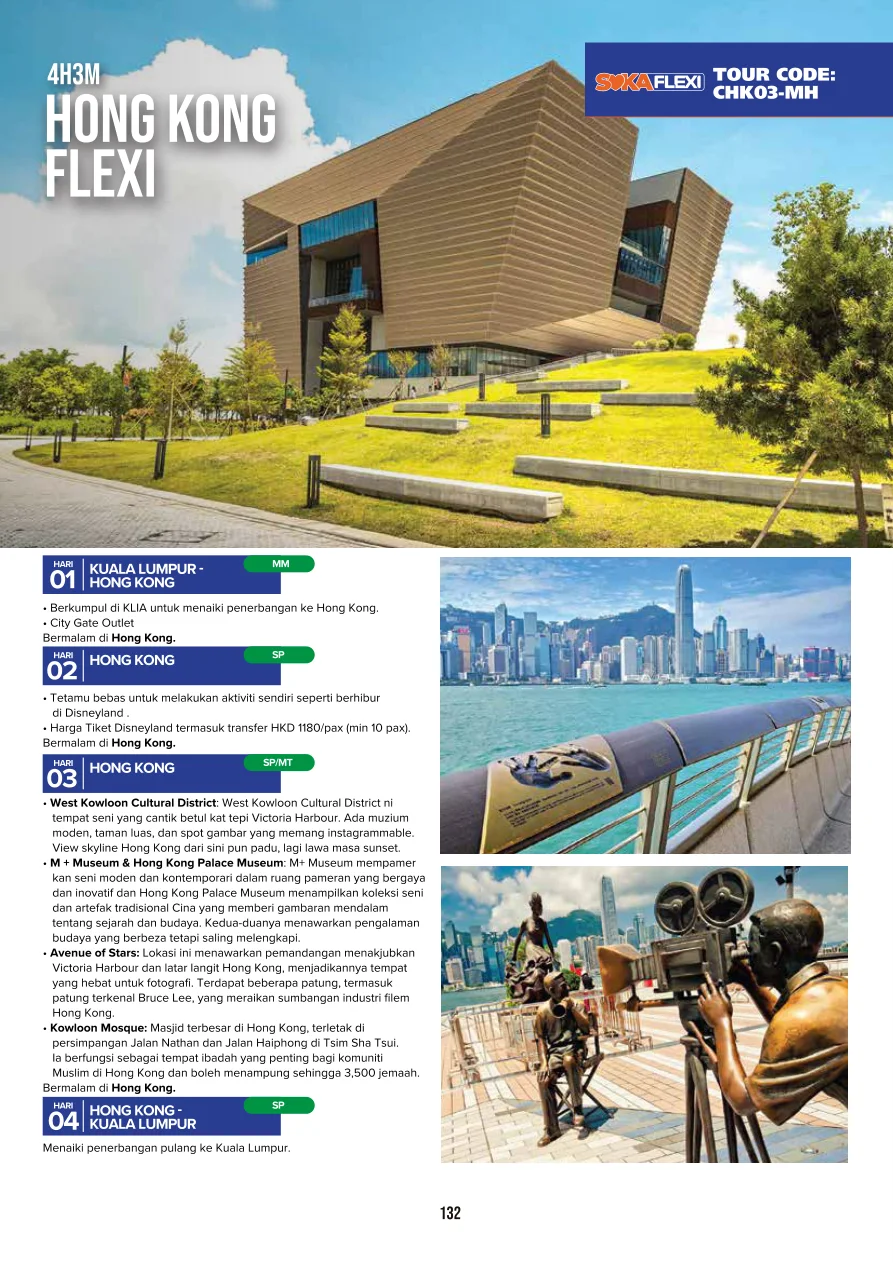 4H3M
HONG KONG
FLEXI
SUKA FLEXI
TOUR CODE:
CHK03-MH
HARI
01
KUALA LUMPUR -
HONG KONG
MM
• Berkumpul di KLIA untuk menaiki penerbangan ke Hong Kong.
• City Gate Outlet
Bermalam di Hong Kong.
HARI
02
HONG KONG
SP
• Tetamu bebas untuk melakukan aktiviti sendiri seperti berhibur
di Disneyland .
• Harga Tiket Disneyland termasuk transfer HKD 1180/pax (min 10 pax).
Bermalam di Hong Kong.
HARI
03
HONG KONG
SP/MT
• West Kowloon Cultural District: West Kowloon Cultural District ni
tempat seni yang cantik betul kat tepi Victoria Harbour. Ada muzium
moden, taman luas, dan spot gambar yang memang instagrammable.
View skyline Hong Kong dari sini pun padu, lagi lawa masa sunset.
• M + Museum & Hong Kong Palace Museum: M+ Museum mempamer
kan seni moden dan kontemporari dalam ruang pameran yang bergaya
dan inovatif dan Hong Kong Palace Museum menampilkan koleksi seni
dan artefak tradisional Cina yang memberi gambaran mendalam
tentang sejarah dan budaya. Kedua-duanya menawarkan pengalaman
budaya yang berbeza tetapi saling melengkapi.
• Avenue of Stars: Lokasi ini menawarkan pemandangan menakjubkan
Victoria Harbour dan latar langit Hong Kong, menjadikannya tempat
yang hebat untuk fotografi. Terdapat beberapa patung, termasuk
patung terkenal Bruce Lee, yang meraikan sumbangan industri filem
Hong Kong.
• Kowloon Mosque: Masjid terbesar di Hong Kong, terletak di
persimpangan Jalan Nathan dan Jalan Haiphong di Tsim Sha Tsui.
Ia berfungsi sebagai tempat ibadah yang penting bagi komuniti
Muslim di Hong Kong dan boleh menampung sehingga 3,500 jemaah.
Bermalam di Hong Kong.
HARI
04
HONG KONG -
KUALA LUMPUR
SP
Menaiki penerbangan pulang ke Kuala Lumpur.
132